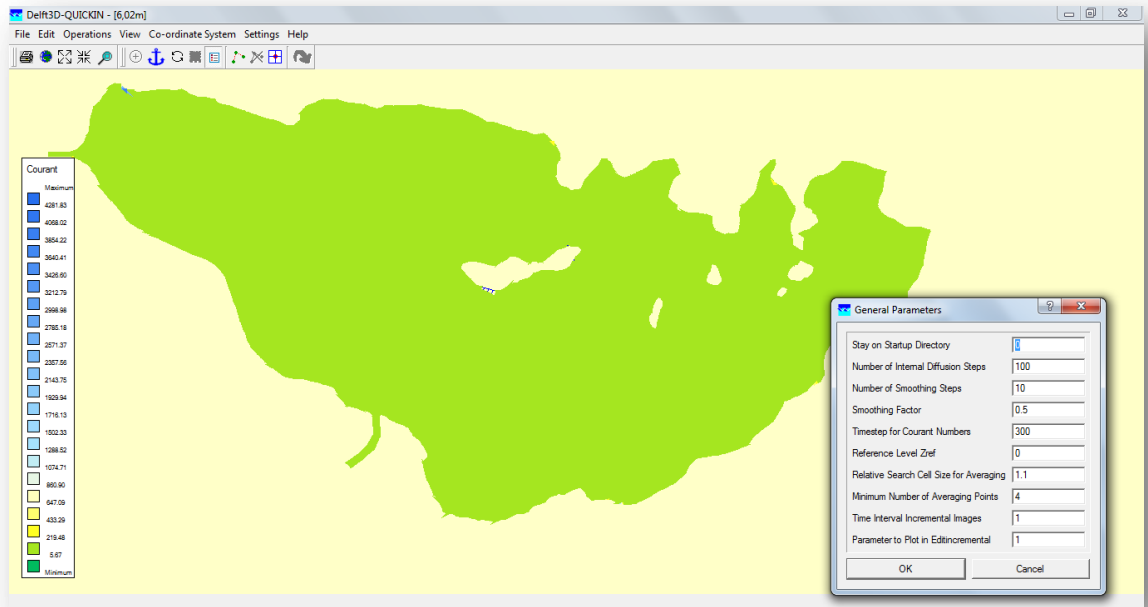 Delft3D-QUICKIN - [6,02m]
File Edit Operations View Co-ordinate System Settings Help
Courant
Maximum
4281.83
4068.02
3854.22
3640.41
3426.60
3212.79
2998.98
2785.18
2571.37
2357.56
2143.75
1929.94
1716.13
1502.33
1288.52
1074.71
860.90
647.09
433.29
219.48
5.67
Minimum
General Parameters
Stay on Startup Directory 0
Number of Internal Diffusion Steps 100
Number of Smoothing Steps 10
Smoothing Factor 0.5
Timestep for Courant Numbers 300
Reference Level Zref 0
Relative Search Cell Size for Averaging 1.1
Minimum Number of Averaging Points 4
Time Interval Incremental Images 1
Parameter to Plot in Editincremental 1
OK Cancel